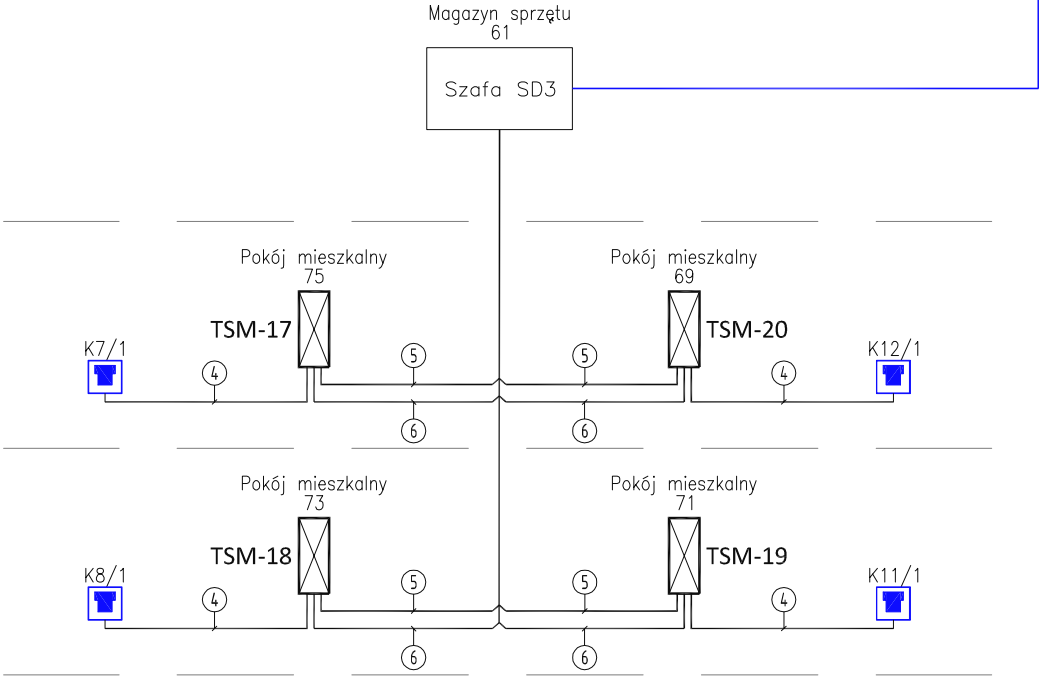 Magazyn sprzętu
61
Szafa SD3
Pokój mieszkalny
75
Pokój mieszkalny
69
TSM-17
TSM-20
K7/1
K12/1
4
5
5
4
6
6
Pokój mieszkalny
73
Pokój mieszkalny
71
TSM-18
TSM-19
K8/1
K11/1
4
5
5
4
6
6